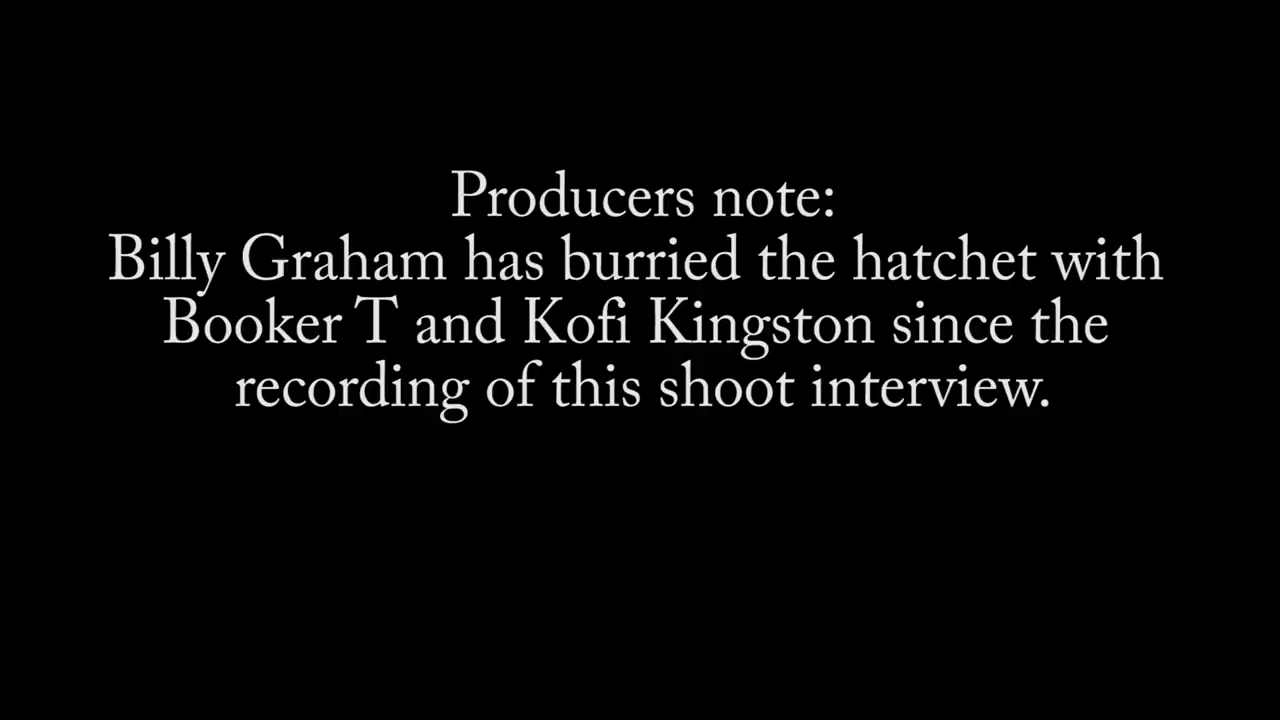 Producers note:
Billy Graham has burried the hatchet with
Booker T and Kofi Kingston since the
recording of this shoot interview.